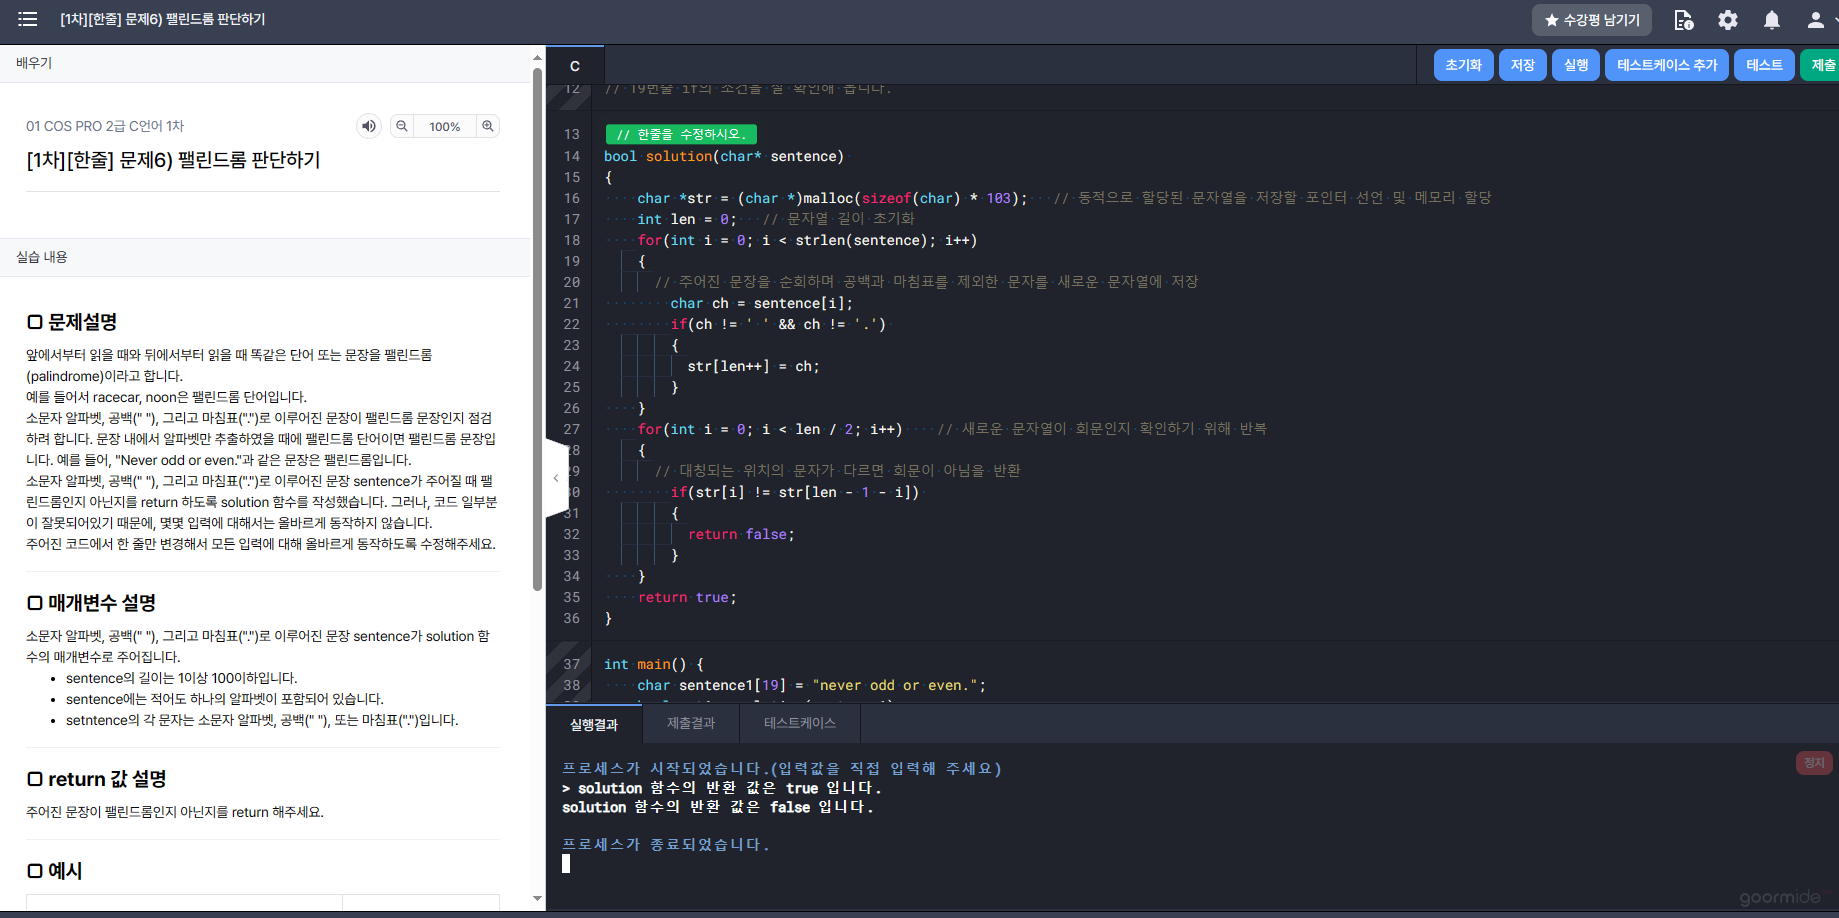 [1차][한줄] 문제6) 팰린드롬 판단하기
★ 수강평 남기기
배우기
01 COS PRO 2급 C언어 1차
100%
[1차][한줄] 문제6) 팰린드롬 판단하기
실습 내용
문제설명
앞에서부터 읽을 때와 뒤에서부터 읽을 때 똑같은 단어 또는 문장을 팰린드롬
(palindrome)이라고 합니다.
예를 들어서 racecar, noon은 팰린드롬 단어입니다.
소문자 알파벳, 공백(" "), 그리고 마침표(".")로 이루어진 문장이 팰린드롬 문장인지 점검
하려 합니다. 문장 내에서 알파벳만 추출하였을 때에 팰린드롬 단어이면 팰린드롬 문장입
니다. 예를 들어, "Never odd or even."과 같은 문장은 팰린드롬입니다.
소문자 알파벳, 공백(" "), 그리고 마침표(".")로 이루어진 문장 sentence가 주어질 때 팰
린드롬인지 아닌지를 return 하도록 solution 함수를 작성했습니다. 그러나, 코드 일부분
이 잘못되어있기 때문에, 몇몇 입력에 대해서는 올바르게 동작하지 않습니다.
주어진 코드에서 한 줄만 변경해서 모든 입력에 대해 올바르게 동작하도록 수정해주세요.
매개변수 설명
소문자 알파벳, 공백(" "), 그리고 마침표(".")로 이루어진 문장 sentence가 solution 함
수의 매개변수로 주어집니다.
• sentence의 길이는 1이상 100이하입니다.
• sentence에는 적어도 하나의 알파벳이 포함되어 있습니다.
• setntence의 각 문자는 소문자 알파벳, 공백(" "), 또는 마침표(".")입니다.
return 값 설명
주어진 문장이 팰린드롬인지 아닌지를 return 해주세요.
예시
C
초기화 저장 실행 테스트케이스 추가 테스트 제출
12 // 19번줄 if의 조건을 잘 확인해 봅니다.
13 // 한줄을 수정하시오.
14 bool solution(char* sentence)
15 {
16 char *str = (char *)malloc(sizeof(char) * 103); // 동적으로 할당된 문자열을 저장할 포인터 선언 및 메모리 할당
17 int len = 0; // 문자열 길이 초기화
18 for(int i = 0; i < strlen(sentence); i++)
19 {
20 // 주어진 문장을 순회하며 공백과 마침표를 제외한 문자를 새로운 문자열에 저장
21 char ch = sentence[i];
22 if(ch != ' ' && ch != '.')
23 {
24 str[len++] = ch;
25 }
26 }
27 for(int i = 0; i < len / 2; i++) // 새로운 문자열이 회문인지 확인하기 위해 반복
28 {
29 // 대칭되는 위치의 문자가 다르면 회문이 아님을 반환
30 if(str[i] != str[len - 1 - i])
31 {
32 return false;
33 }
34 }
35 return true;
36 }
37 int main() {
38 char sentence1[19] = "never odd or even.";
실행결과 제출결과 테스트케이스
프로세스가 시작되었습니다.(입력값을 직접 입력해 주세요)
정지
> solution 함수의 반환 값은 true 입니다.
solution 함수의 반환 값은 false 입니다.
프로세스가 종료되었습니다.
goormide